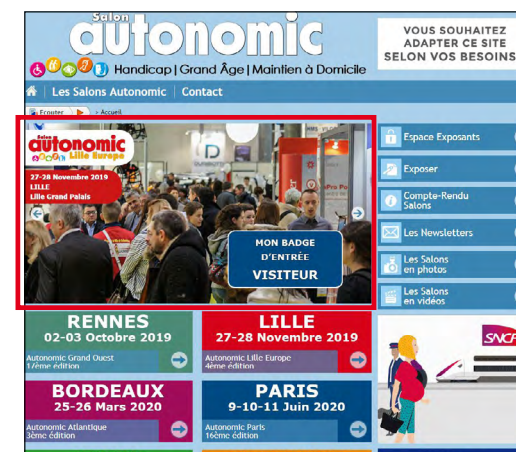 Salon
autonomic
Handicap | Grand Âge | Maintien à Domicile
VOUS SOUHAITEZ
ADAPTER CE SITE
SELON VOS BESOINS
Les Salons Autonomic
Contact
Ecouter
> Accueil
Salon
autonomic
Lille Europe
27-28 Novembre 2019
LILLE
Lille Grand Palais
MON BADGE
D'ENTRÉE
VISITEUR
Espace Exposants
Exposer
Compte-Rendu
Salons
Les Newsletters
Les Salons
en photos
Les Salons
en vidéos
RENNES
02-03 Octobre 2019
Autonomic Grand Ouest
17ème édition
LILLE
27-28 Novembre 2019
Autonomic Lille Europe
4ème édition
BORDEAUX
25-26 Mars 2020
Autonomic Atlantique
3ème édition
PARIS
9-10-11 Juin 2020
Autonomic Paris
16ème édition
SNCF